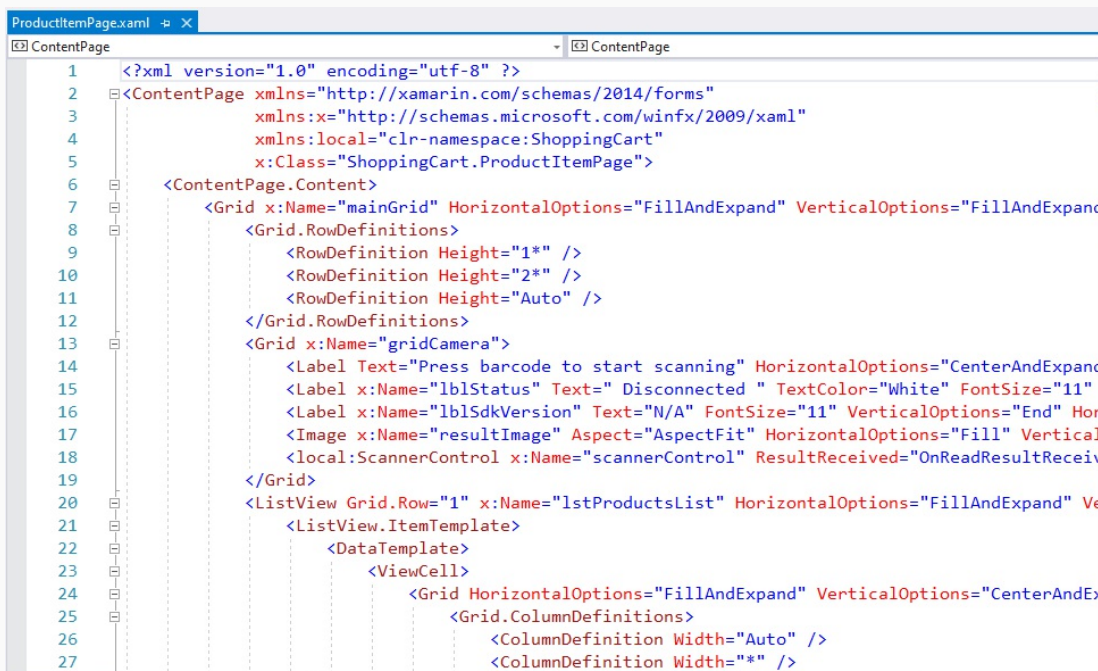 ProductItemPage.xaml
ContentPage ContentPage
1 <?xml version="1.0" encoding="utf-8" ?>
2 <ContentPage xmlns="http://xamarin.com/schemas/2014/forms"
3 xmlns:x="http://schemas.microsoft.com/winfx/2009/xaml"
4 xmlns:local="clr-namespace:ShoppingCart"
5 x:Class="ShoppingCart.ProductItemPage">
6 <ContentPage.Content>
7 <Grid x:Name="mainGrid" HorizontalOptions="FillAndExpand" VerticalOptions="FillAndExpand
8 <Grid.RowDefinitions>
9 <RowDefinition Height="1*" />
10 <RowDefinition Height="2*" />
11 <RowDefinition Height="Auto" />
12 </Grid.RowDefinitions>
13 <Grid x:Name="gridCamera">
14 <Label Text="Press barcode to start scanning" HorizontalOptions="CenterAndExpand
15 <Label x:Name="lblStatus" Text=" Disconnected " TextColor="White" FontSize="11"
16 <Label x:Name="lblSdkVersion" Text="N/A" FontSize="11" VerticalOptions="End" Hor
17 <Image x:Name="resultImage" Aspect="AspectFit" HorizontalOptions="Fill" Vertical
18 <local:ScannerControl x:Name="scannerControl" ResultReceived="OnReadResultReceiv
19 </Grid>
20 <ListView Grid.Row="1" x:Name="lstProductsList" HorizontalOptions="FillAndExpand" Ve
21 <ListView.ItemTemplate>
22 <DataTemplate>
23 <ViewCell>
24 <Grid HorizontalOptions="FillAndExpand" VerticalOptions="CenterAndEx
25 <Grid.ColumnDefinitions>
26 <ColumnDefinition Width="Auto" />
27 <ColumnDefinition Width="*" />